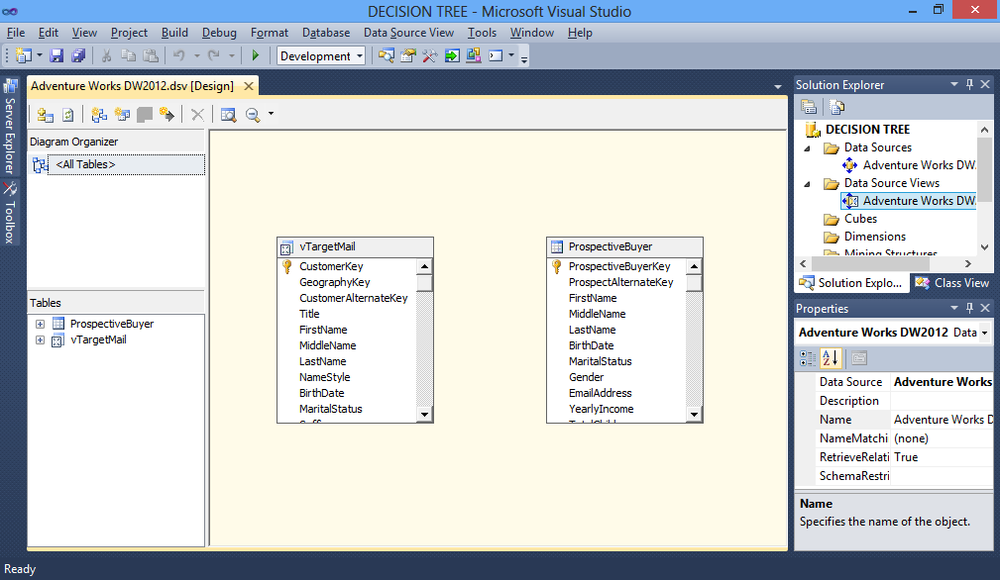 DECISION TREE - Microsoft Visual Studio
File Edit View Project Build Debug Format Database Data Source View Tools Window Help
Development
Server Explorer
Toolbox
Adventure Works DW2012.dsv [Design]
Diagram Organizer
<All Tables>
Tables
ProspectiveBuyer
vTargetMail
vTargetMail
CustomerKey
GeographyKey
CustomerAlternateKey
Title
FirstName
MiddleName
LastName
NameStyle
BirthDate
MaritalStatus
ProspectiveBuyer
ProspectiveBuyerKey
ProspectAlternateKey
FirstName
MiddleName
LastName
BirthDate
MaritalStatus
Gender
EmailAddress
YearlyIncome
Solution Explorer
DECISION TREE
Data Sources
Adventure Works DW.
Data Source Views
Adventure Works DW.
Cubes
Dimensions
Mining Structures
Solution Explo...
Class View
Properties
Adventure Works DW2012 Data
Data Source Adventure Works
Description
Name Adventure Works D
NameMatchi (none)
RetrieveRelati True
SchemaRestri
Name
Specifies the name of the object.
Ready